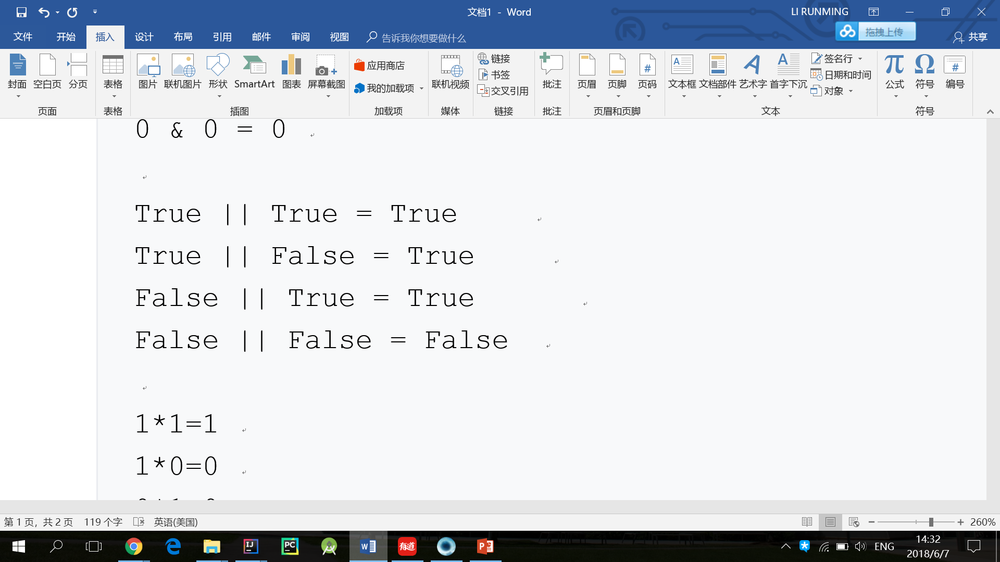 文档1 - Word
LI RUNMING
文件 开始 插入 设计 布局 引用 邮件 审阅 视图 告诉我你想要做什么
拖拽上传
共享
封面 空白页 分页 表格 图片 联机图片 形状 SmartArt 图表 屏幕截图
应用商店
我的加载项
联机视频
链接
书签
交叉引用
批注 页眉 页脚 页码 文本框 文档部件 艺术字 首字下沉
签名行
日期和时间
对象
公式 符号 编号
页面 表格 插图 加载项 媒体 链接 批注 页眉和页脚 文本 符号
0 & 0 = 0
True || True = True
True || False = True
False || True = True
False || False = False
1*1=1
1*0=0
第 1 页，共 2 页 119 个字 英语(美国) 260%
IJ PC W 有道 P ENG
14:32
2018/6/7